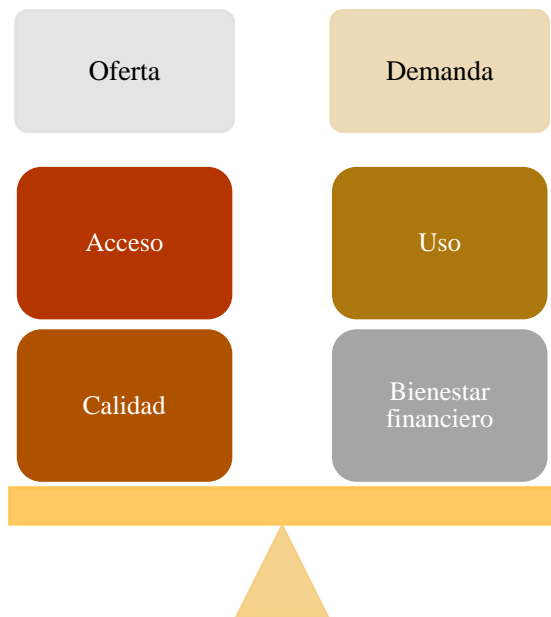 Oferta
Demanda
Acceso
Uso
Calidad
Bienestar
financiero